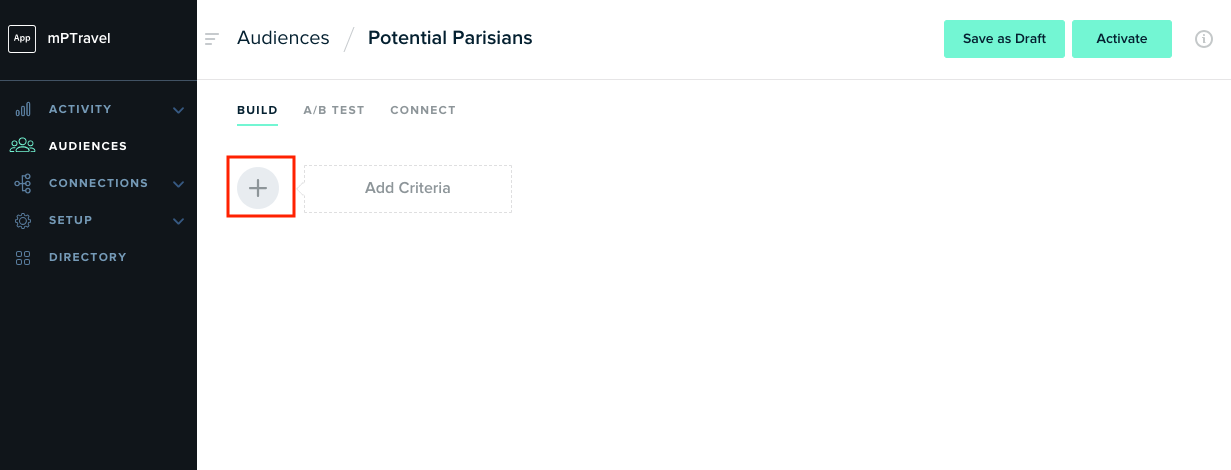 App
mPTravel
ACTIVITY
AUDIENCES
CONNECTIONS
SETUP
DIRECTORY
Audiences / Potential Parisians
Save as Draft
Activate
BUILD
A/B TEST
CONNECT
Add Criteria